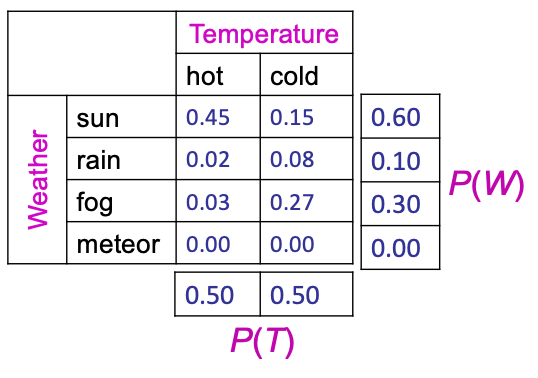 Temperature
hot cold
Weather
sun 0.45 0.15 0.60
rain 0.02 0.08 0.10
fog 0.03 0.27 0.30
meteor 0.00 0.00 0.00
P(W)
0.50 0.50
P(T)